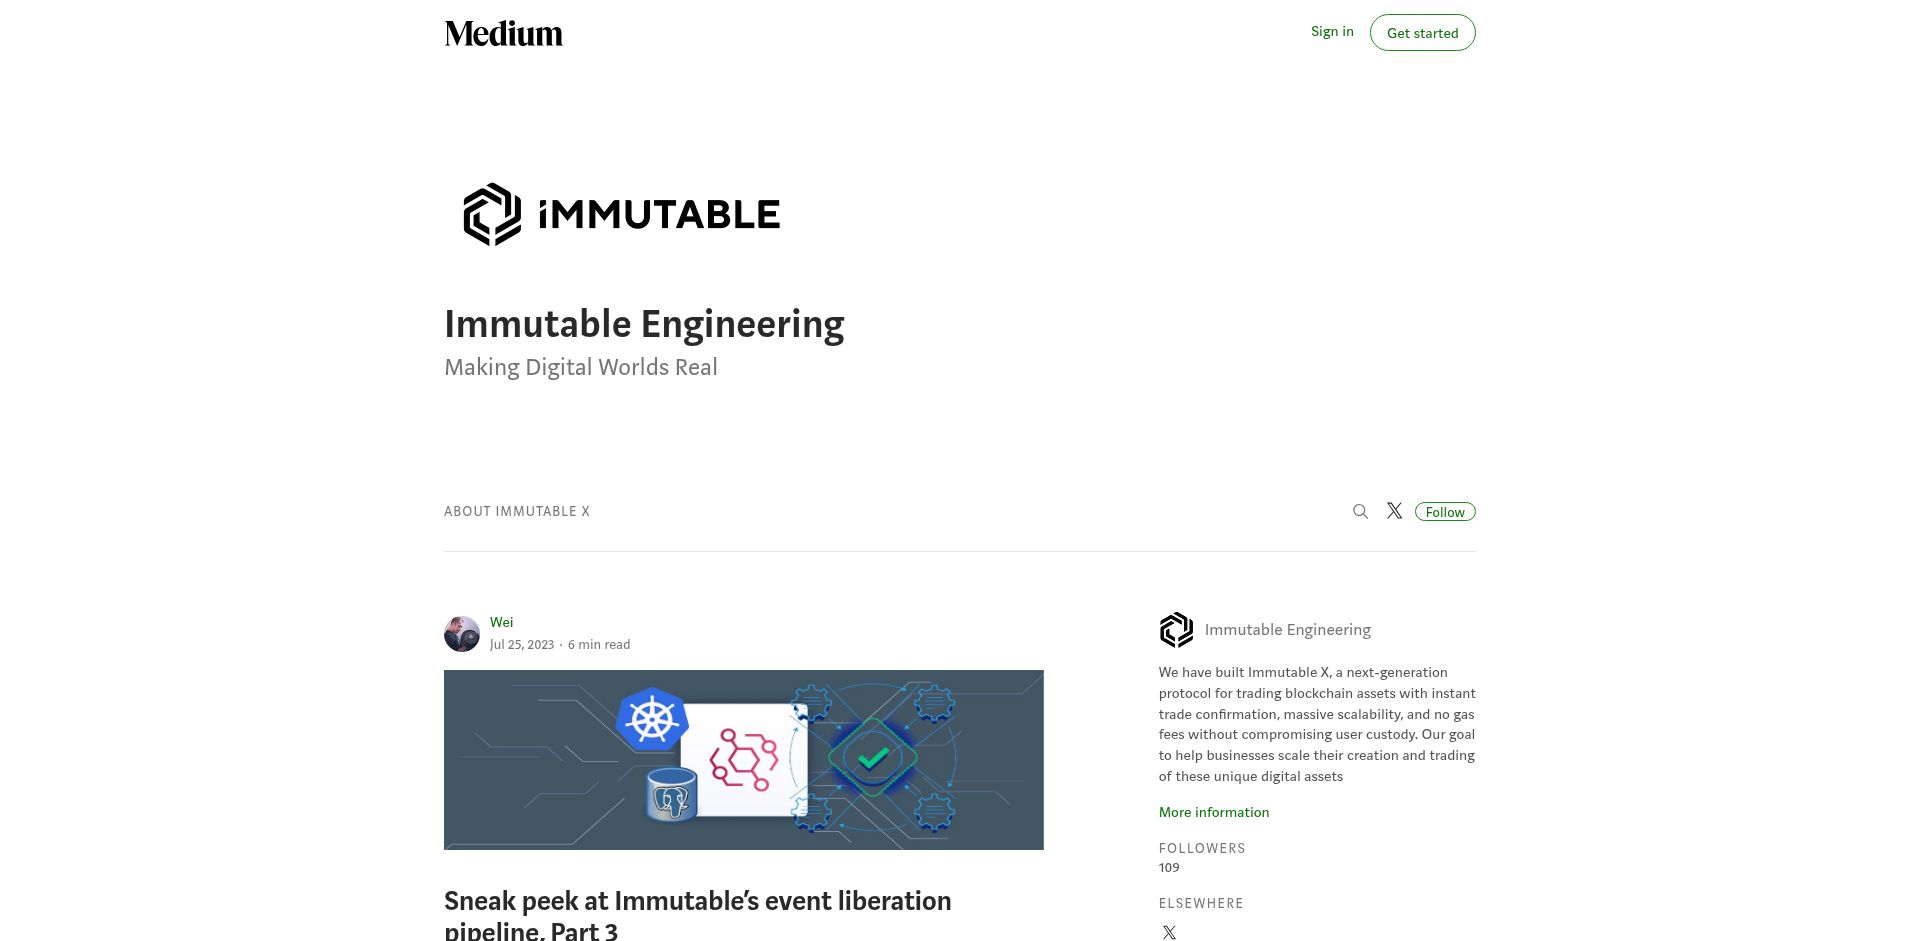 Medium
Sign in
Get started
IMMUTABLE
Immutable Engineering
Making Digital Worlds Real
ABOUT IMMUTABLE X
Follow
Wei
Jul 25, 2023 · 6 min read
Sneak peek at Immutable’s event liberation
pipeline, Part 3
Immutable Engineering
We have built Immutable X, a next-generation
protocol for trading blockchain assets with instant
trade confirmation, massive scalability, and no gas
fees without compromising user custody. Our goal
to help businesses scale their creation and trading
of these unique digital assets
More information
FOLLOWERS
109
ELSEWHERE